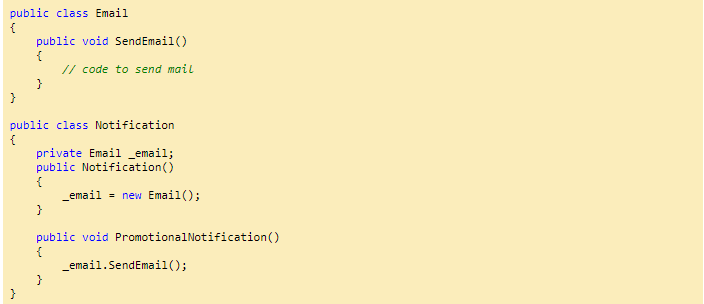 public class Email
{
    public void SendEmail()
    {
        // code to send mail
    }
}

public class Notification
{
    private Email _email;
    public Notification()
    {
        _email = new Email();
    }

    public void PromotionalNotification()
    {
        _email.SendEmail();
    }
}